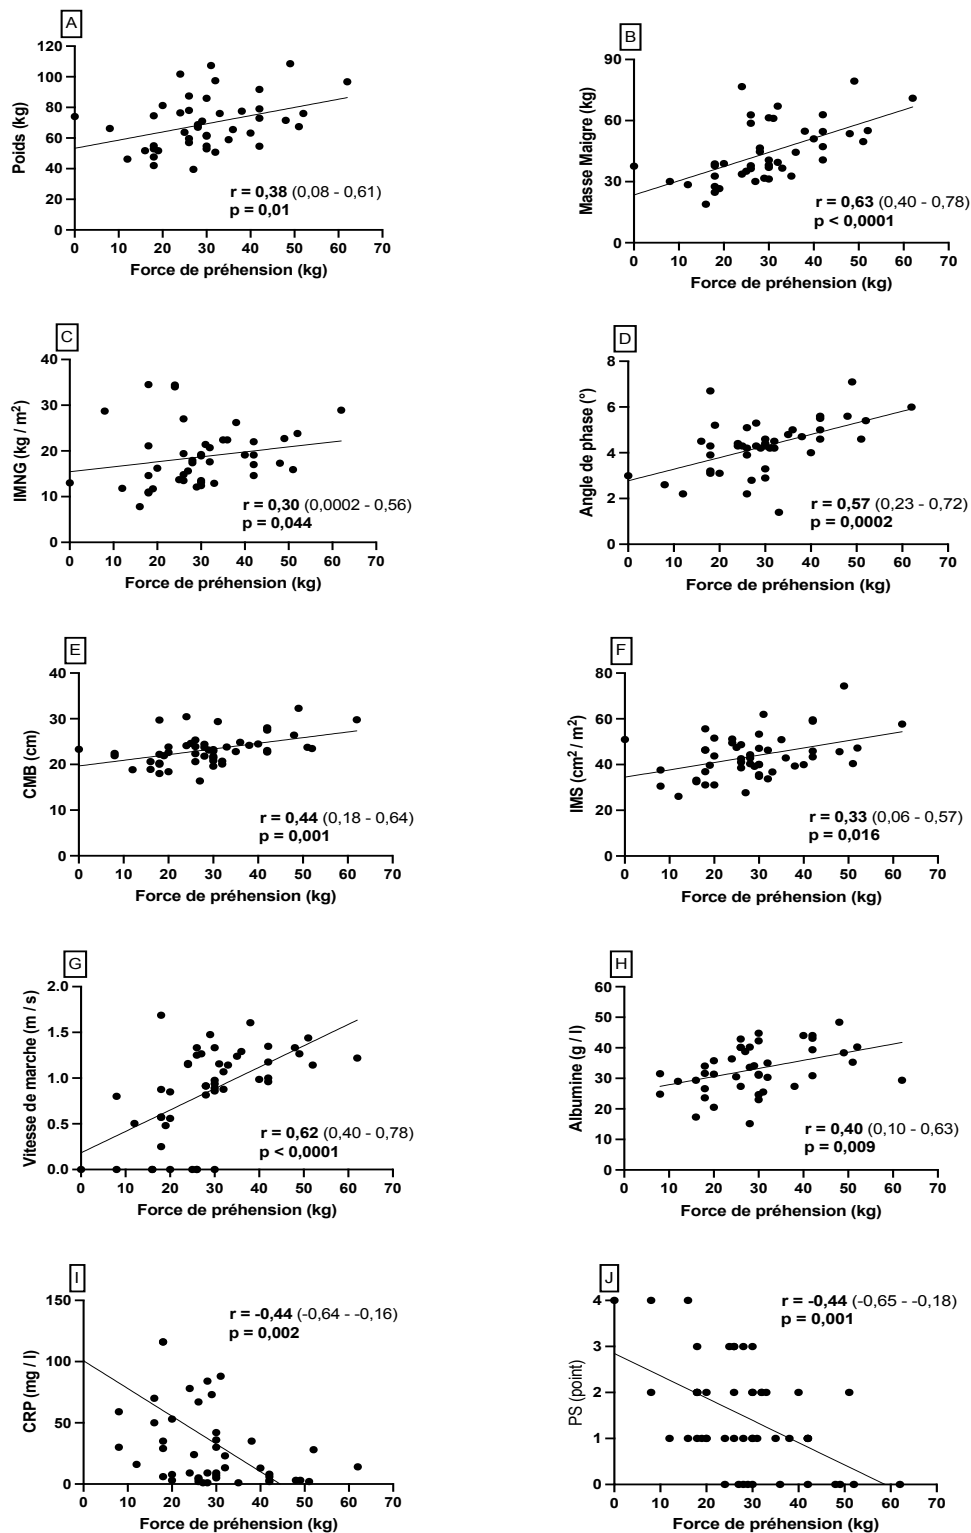 A
120
100
80
60
40
20
0
Poids (kg)
r = 0,38 (0,08 - 0,61)
p = 0,01
0 10 20 30 40 50 60 70
Force de préhension (kg)
B
90
60
30
0
Masse Maigre (kg)
r = 0,63 (0,40 - 0,78)
p < 0,0001
0 10 20 30 40 50 60 70
Force de préhension (kg)
C
40
30
20
10
0
IMNG (kg / m²)
r = 0,30 (0,0002 - 0,56)
p = 0,044
0 10 20 30 40 50 60 70
Force de préhension (kg)
D
8
6
4
2
0
Angle de phase (°)
r = 0,57 (0,23 - 0,72)
p = 0,0002
0 10 20 30 40 50 60 70
Force de préhension (kg)
E
40
30
20
10
0
CMB (cm)
r = 0,44 (0,18 - 0,64)
p = 0,001
0 10 20 30 40 50 60 70
Force de préhension (kg)
F
80
60
40
20
0
IMS (cm² / m²)
r = 0,33 (0,06 - 0,57)
p = 0,016
0 10 20 30 40 50 60 70
Force de préhension (kg)
G
2.0
1.5
1.0
0.5
0.0
Vitesse de marche (m / s)
r = 0,62 (0,40 - 0,78)
p < 0,0001
0 10 20 30 40 50 60 70
Force de préhension (kg)
H
60
50
40
30
20
10
0
Albumine (g / l)
r = 0,40 (0,10 - 0,63)
p = 0,009
0 10 20 30 40 50 60 70
Force de préhension (kg)
I
150
100
50
0
CRP (mg / l)
r = -0,44 (-0,64 - -0,16)
p = 0,002
0 10 20 30 40 50 60 70
Force de préhension (kg)
J
4
3
2
1
0
PS (point)
r = -0,44 (-0,65 - -0,18)
p = 0,001
0 10 20 30 40 50 60 70
Force de préhension (kg)